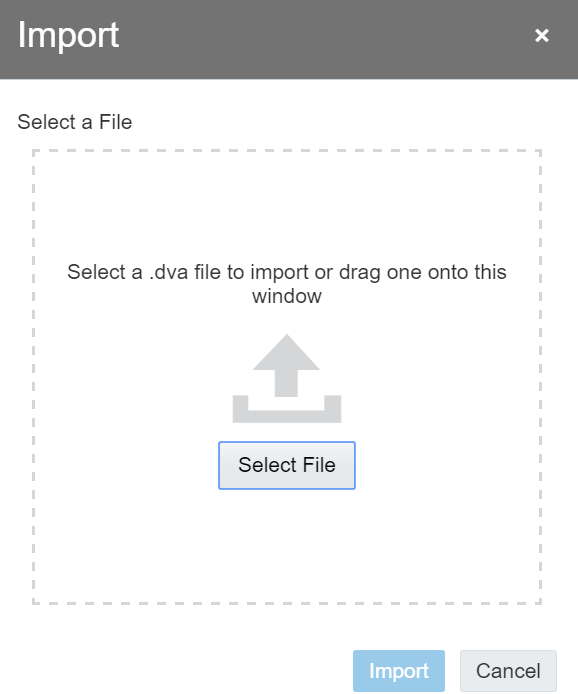 Import
×
Select a File
Select a .dva file to import or drag one onto this
window
Select File
Import
Cancel